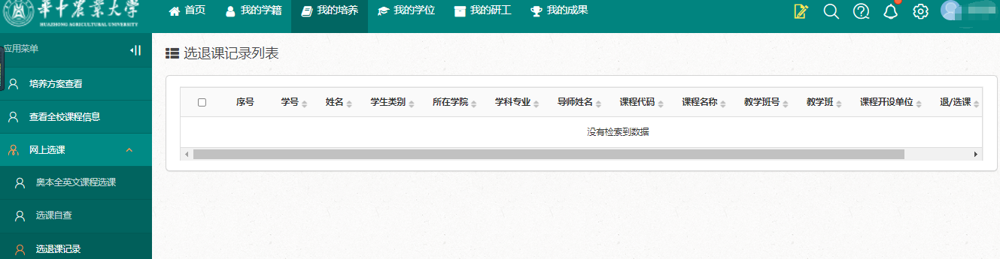 華中農業大学
HUAZHONG AGRICULTURAL UNIVERSITY
首页 我的学籍 我的培养 我的学位 我的研工 我的成果
应用菜单
选退课记录列表
培养方案查看
序号 学号 姓名 学生类别 所在学院 学科专业 导师姓名 课程代码 课程名称 教学班号 教学班 课程开设单位 退/选课
查看全校课程信息
没有检索到数据
网上选课
奥本全英文课程选课
选课自查
选退课记录